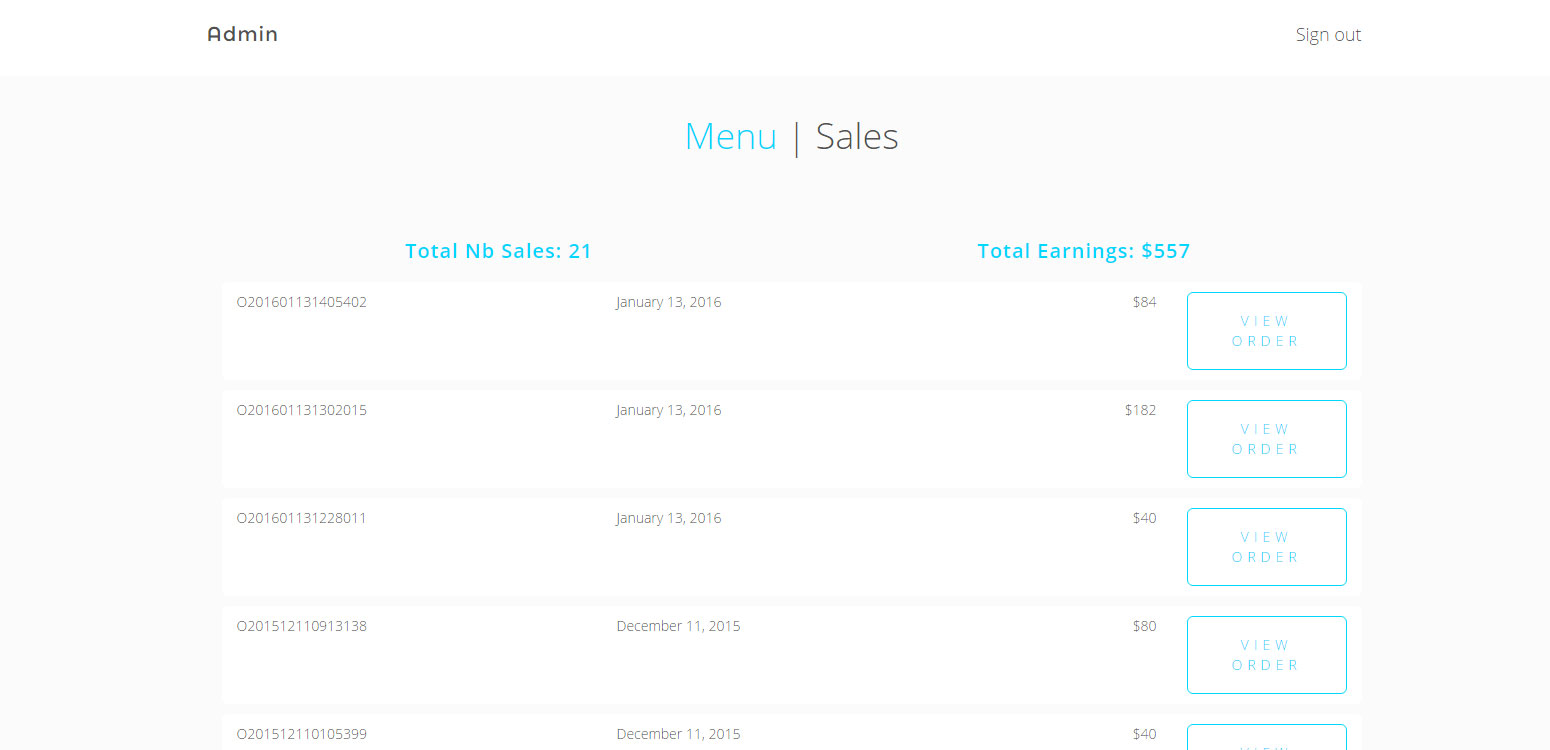 Admin
Sign out
Menu | Sales
Total Nb Sales: 21
Total Earnings: $557
O201601131405402 January 13, 2016 $84
VIEW
ORDER
O201601131302015 January 13, 2016 $182
VIEW
ORDER
O201601131228011 January 13, 2016 $40
VIEW
ORDER
O201512110913138 December 11, 2015 $80
VIEW
ORDER
O201512110105399 December 11, 2015 $40